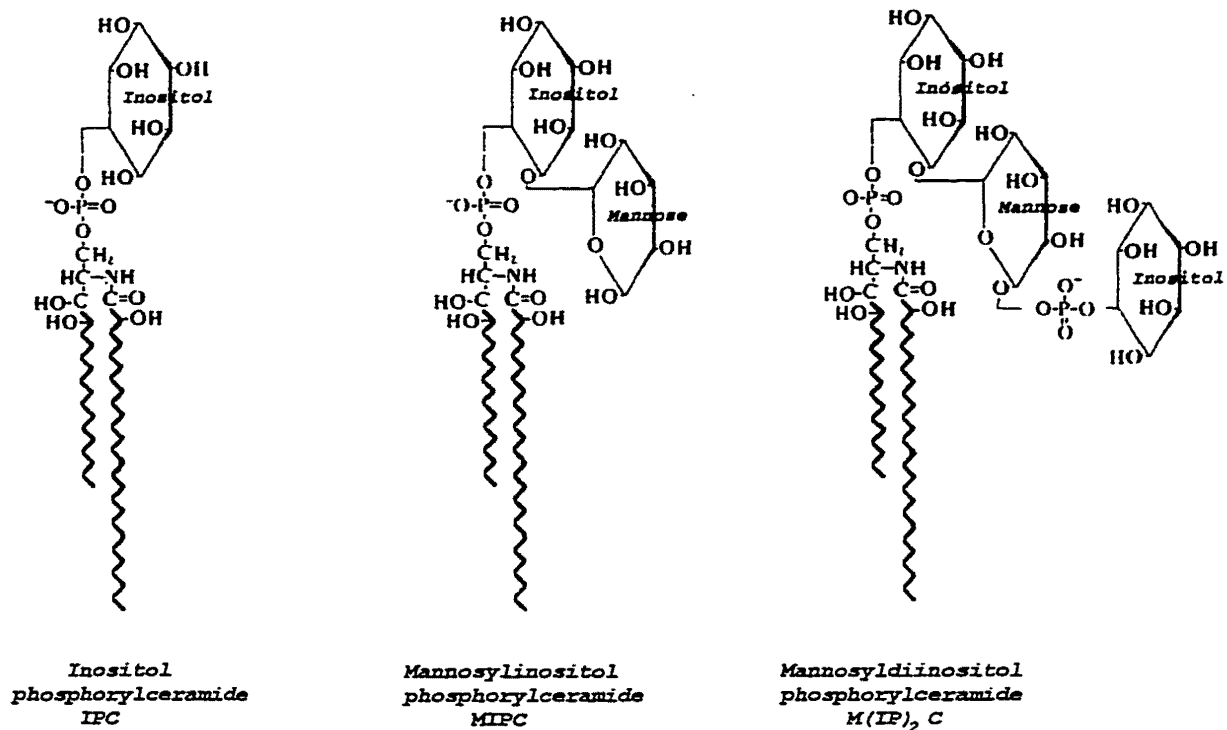 HO
OH
OH
Inositol
HO
HO
O
⁻O-P=O
O
CH₂
HC-NH
HO-C C=O
HO OH
Inositol
phosphorylceramide
IPC
HO
OH
OH
Inositol
HO
O
HO
HO
Mannose
OH
O
HO
O
⁻O-P=O
O
CH₂
HC-NH
HO-C C=O
HO OH
Mannosylinositol
phosphorylceramide
MIPC
HO
OH
OH
Inositol
HO
O
HO
HO
Mannose
OH
O
O
O⁻
O-P-O
O
HO
OH
OH
Inositol
HO
HO
O
O-P=O
O
CH₂
HC-NH
HO-C C=O
HO OH
Mannosyldiinositol
phosphorylceramide
M(IP)₂ C